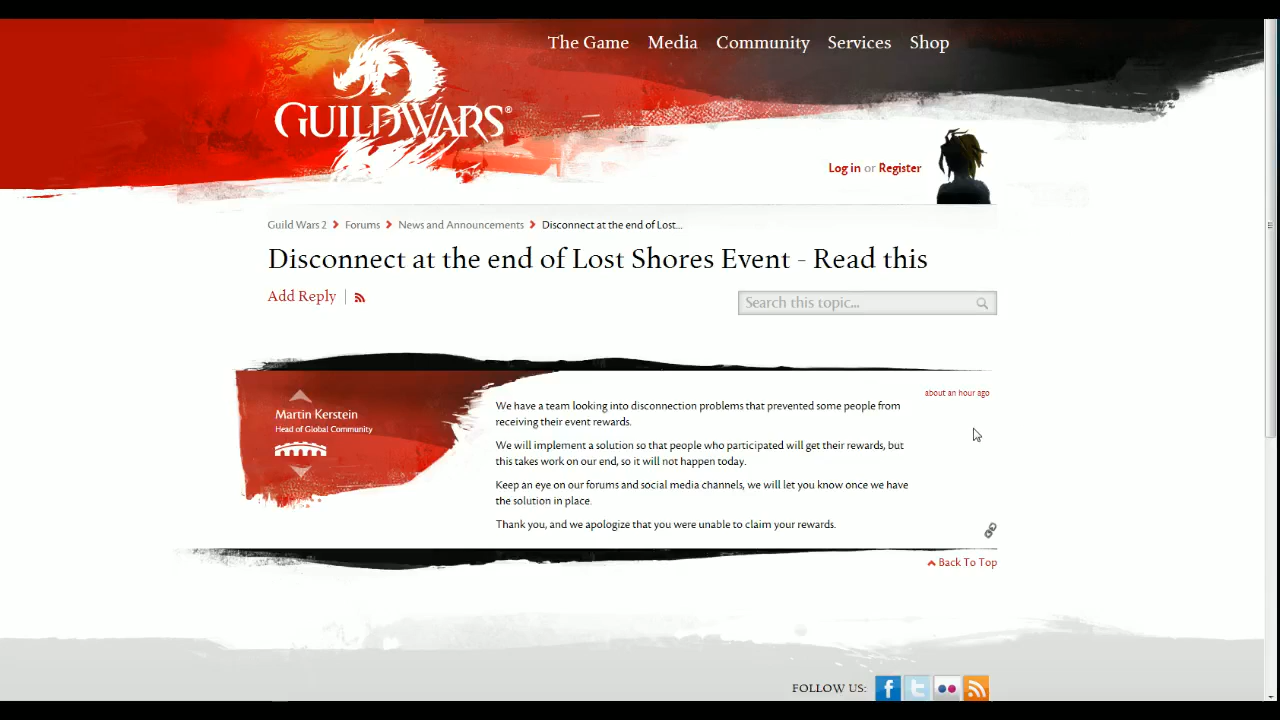 The Game Media Community Services Shop
GUILDWARS®
Log in or Register
Guild Wars 2 Forums News and Announcements Disconnect at the end of Lost...
Disconnect at the end of Lost Shores Event - Read this
Add Reply
Search this topic...
about an hour ago
Martin Kerstein
Head of Global Community
We have a team looking into disconnection problems that prevented some people from
receiving their event rewards.
We will implement a solution so that people who participated will get their rewards, but
this takes work on our end, so it will not happen today.
Keep an eye on our forums and social media channels, we will let you know once we have
the solution in place.
Thank you, and we apologize that you were unable to claim your rewards.
Back To Top
FOLLOW US: